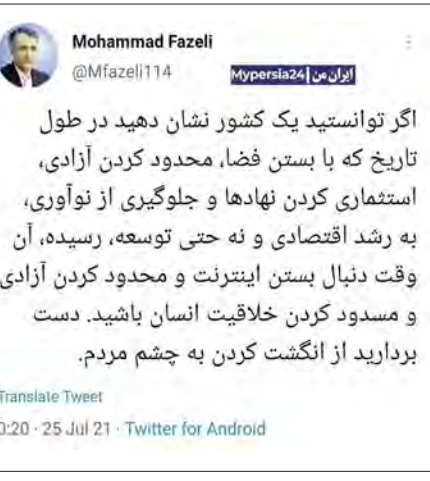 Mohammad Fazeli
@Mfazeli114
ایران من | Mypersia24
اگر توانستید یک کشور نشان دهید در طول
تاریخ که با بستن فضا، محدود کردن آزادی،
استثماری کردن نهادها و جلوگیری از نوآوری،
به رشد اقتصادی و نه حتی توسعه، رسیده، آن
وقت دنبال بستن اینترنت و محدود کردن آزادی
و مسدود کردن خلاقیت انسان باشید. دست
بردارید از انگشت کردن به چشم مردم.
Translate Tweet
0:20 · 25 Jul 21 · Twitter for Android